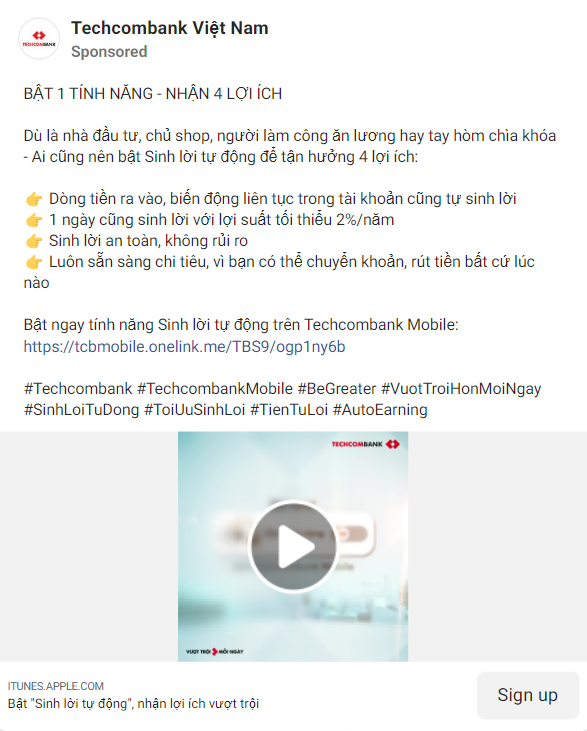 TECHCOMBANK
Techcombank Việt Nam
Sponsored
BẬT 1 TÍNH NĂNG - NHẬN 4 LỢI ÍCH
Dù là nhà đầu tư, chủ shop, người làm công ăn lương hay tay hòm chìa khóa
- Ai cũng nên bật Sinh lời tự động để tận hưởng 4 lợi ích:
👉 Dòng tiền ra vào, biến động liên tục trong tài khoản cũng tự sinh lời
👉 1 ngày cũng sinh lời với lợi suất tối thiểu 2%/năm
👉 Sinh lời an toàn, không rủi ro
👉 Luôn sẵn sàng chi tiêu, vì bạn có thể chuyển khoản, rút tiền bất cứ lúc
nào
Bật ngay tính năng Sinh lời tự động trên Techcombank Mobile:
https://tcbmobile.onelink.me/TBS9/ogp1ny6b
#Techcombank #TechcombankMobile #BeGreater #VuotTroiHonMoiNgay
#SinhLoiTuDong #ToiUuSinhLoi #TienTuLoi #AutoEarning
TECHCOMBANK
VƯỢT TRỘI MỖI NGÀY
ITUNES.APPLE.COM
Bật "Sinh lời tự động", nhận lợi ích vượt trội
Sign up